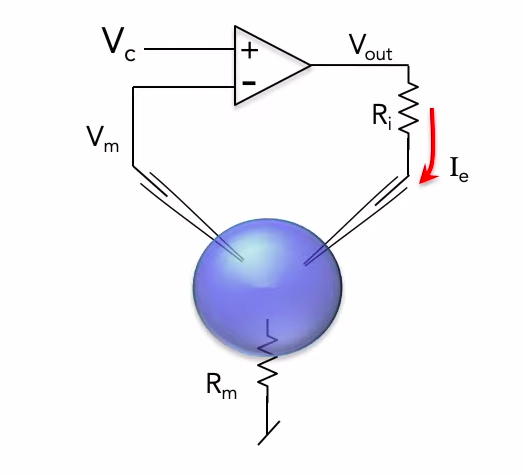 V_c
+
V_out
-
R_i
V_m
I_e
R_m